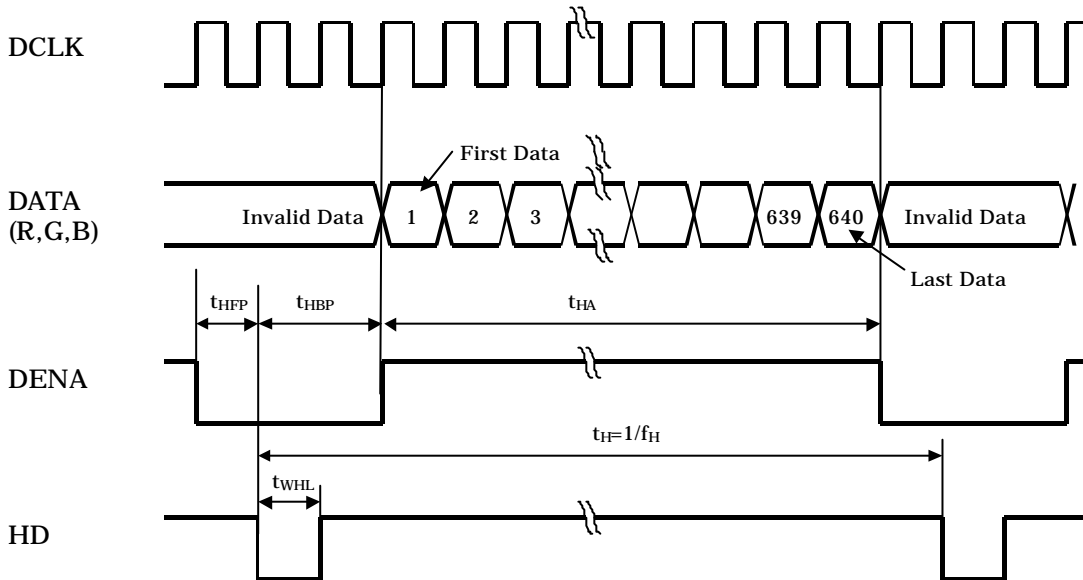 DCLK
First Data
DATA
(R,G,B)
Invalid Data
1
2
3
639
640
Invalid Data
Last Data
tHFP
tHBP
tHA
DENA
tH=1/fH
tWHL
HD